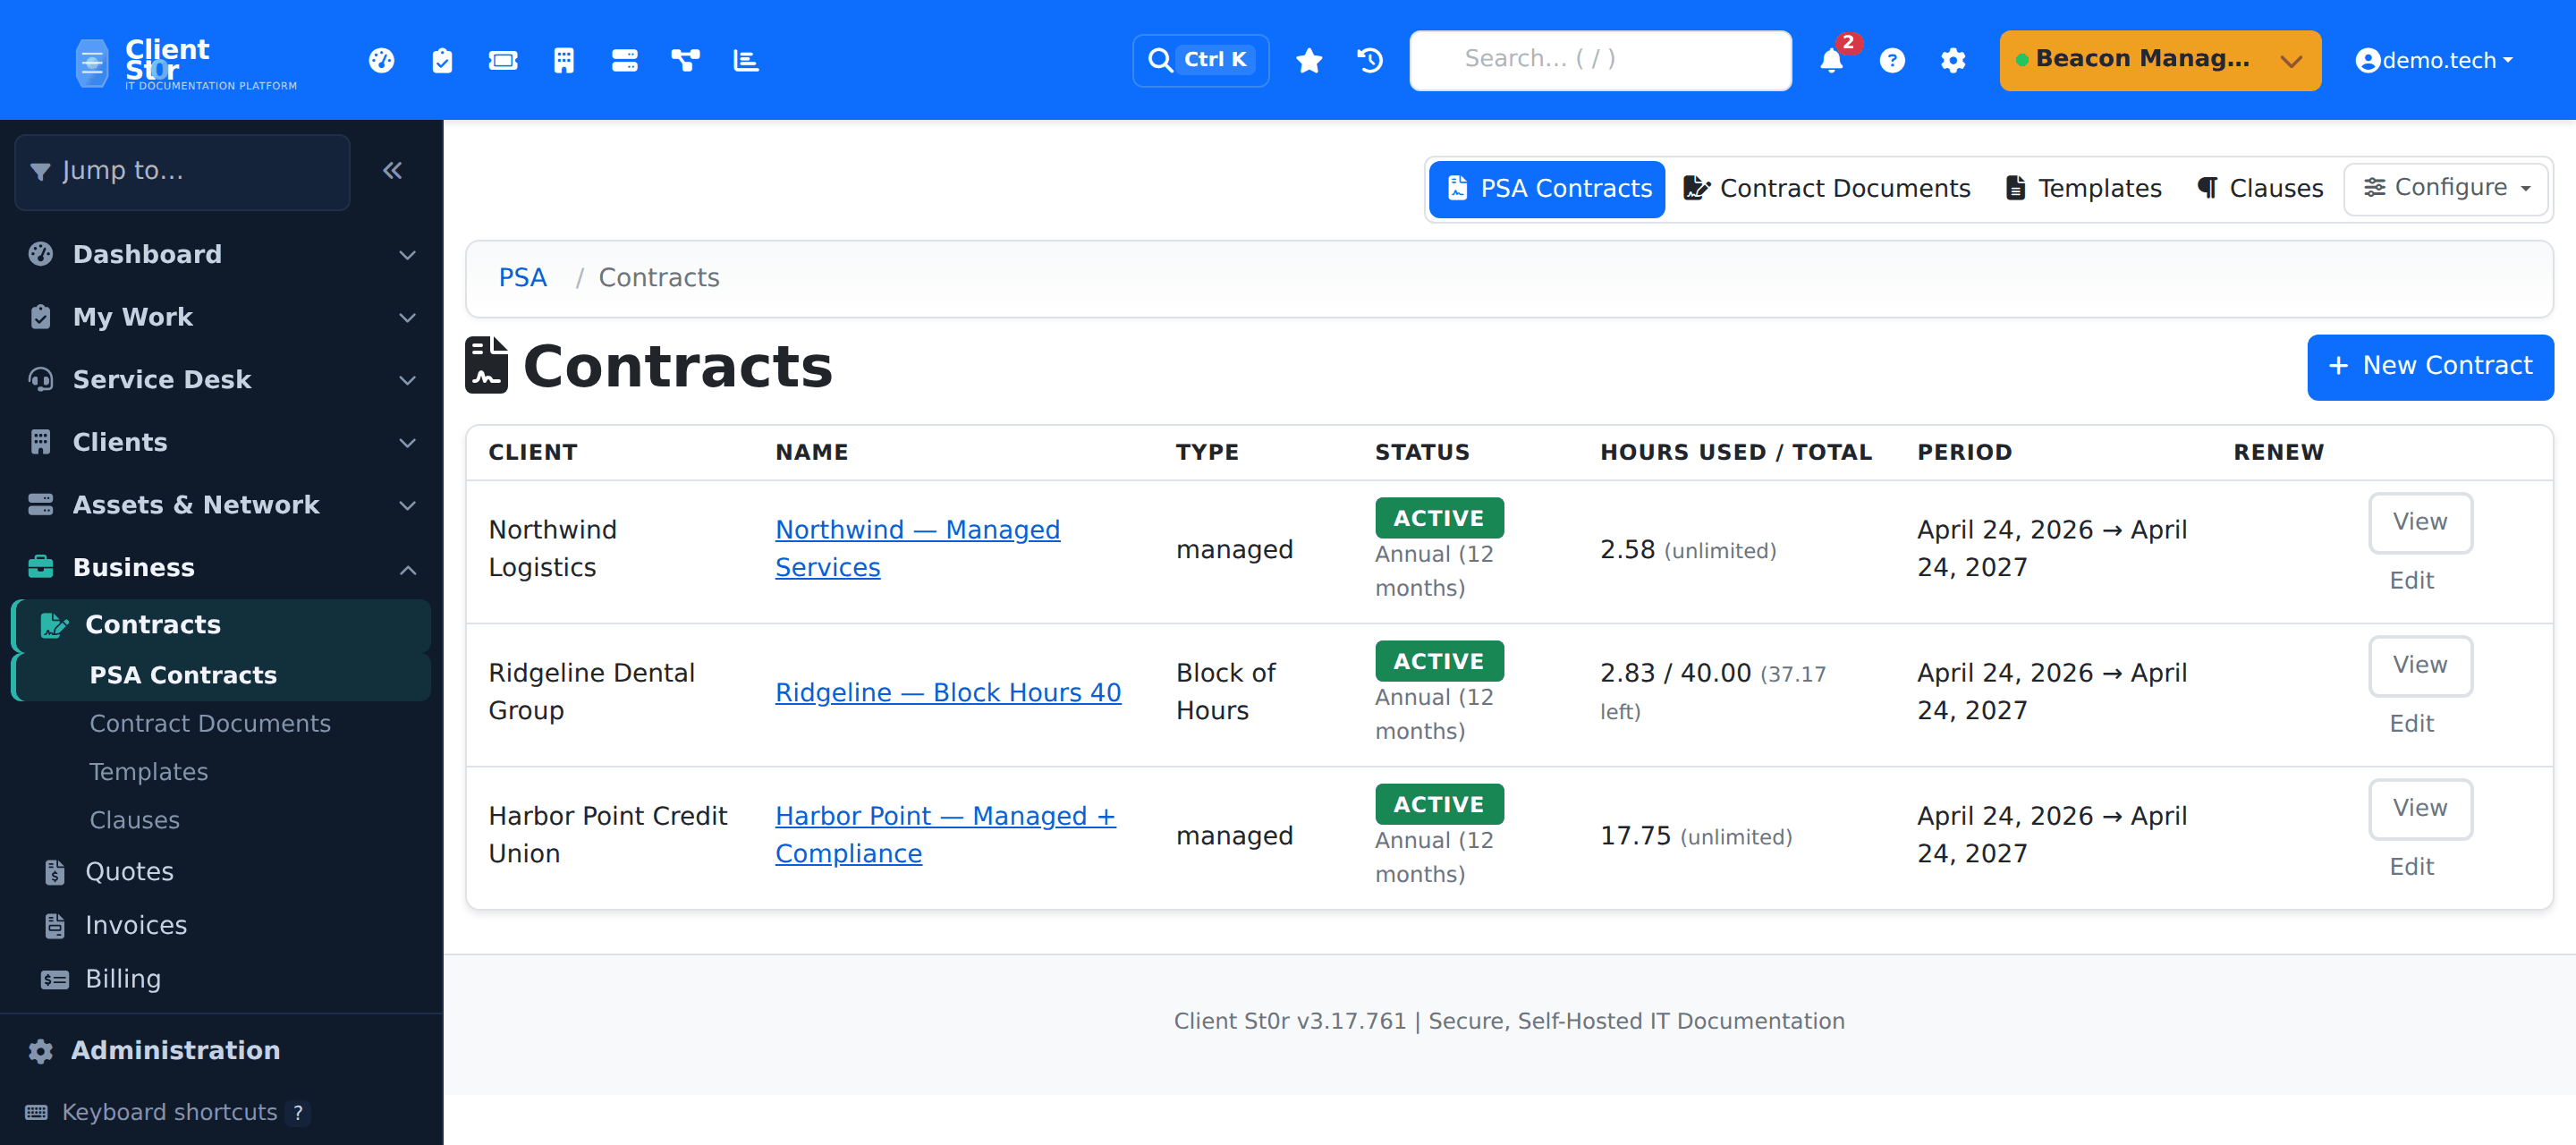 Client
St0r
IT DOCUMENTATION PLATFORM
Ctrl K
Search... ( / )
2
Beacon Manag...
demo.tech
Jump to...
Dashboard
My Work
Service Desk
Clients
Assets & Network
Business
Contracts
PSA Contracts
Contract Documents
Templates
Clauses
Quotes
Invoices
Billing
Administration
Keyboard shortcuts ?
PSA Contracts
Contract Documents
Templates
Clauses
Configure
PSA / Contracts
Contracts
+ New Contract
CLIENT NAME TYPE STATUS HOURS USED / TOTAL PERIOD RENEW
Northwind
Logistics
Northwind — Managed
Services
managed
ACTIVE
Annual (12
months)
2.58 (unlimited)
April 24, 2026 → April
24, 2027
View
Edit
Ridgeline Dental
Group
Ridgeline — Block Hours 40
Block of
Hours
ACTIVE
Annual (12
months)
2.83 / 40.00 (37.17
left)
April 24, 2026 → April
24, 2027
View
Edit
Harbor Point Credit
Union
Harbor Point — Managed +
Compliance
managed
ACTIVE
Annual (12
months)
17.75 (unlimited)
April 24, 2026 → April
24, 2027
View
Edit
Client St0r v3.17.761 | Secure, Self-Hosted IT Documentation